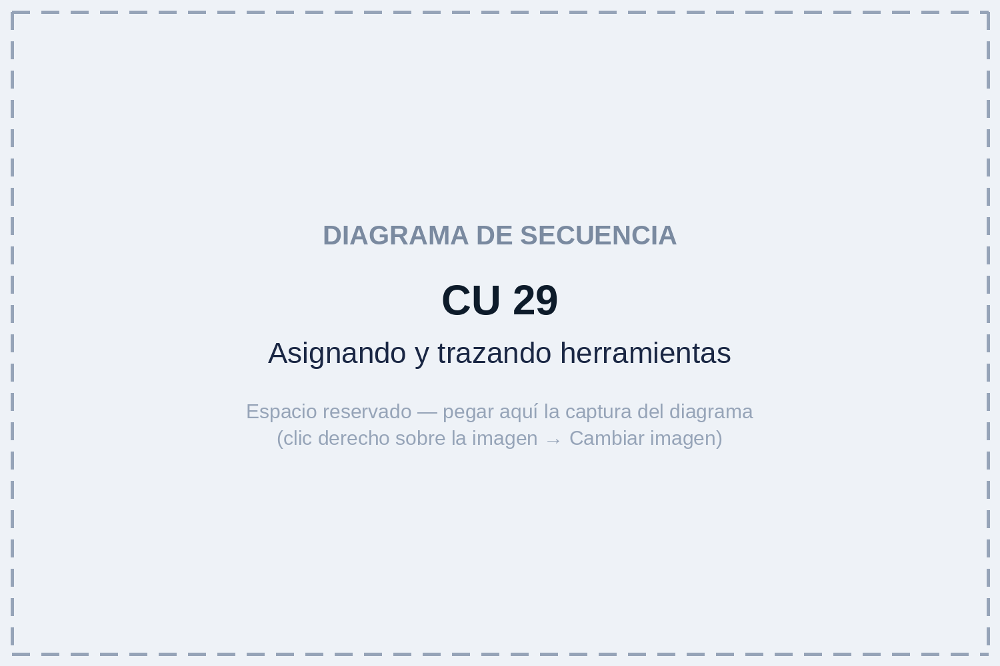 DIAGRAMA DE SECUENCIA
CU 29
Asignando y trazando herramientas
Espacio reservado — pegar aquí la captura del diagrama
(clic derecho sobre la imagen → Cambiar imagen)